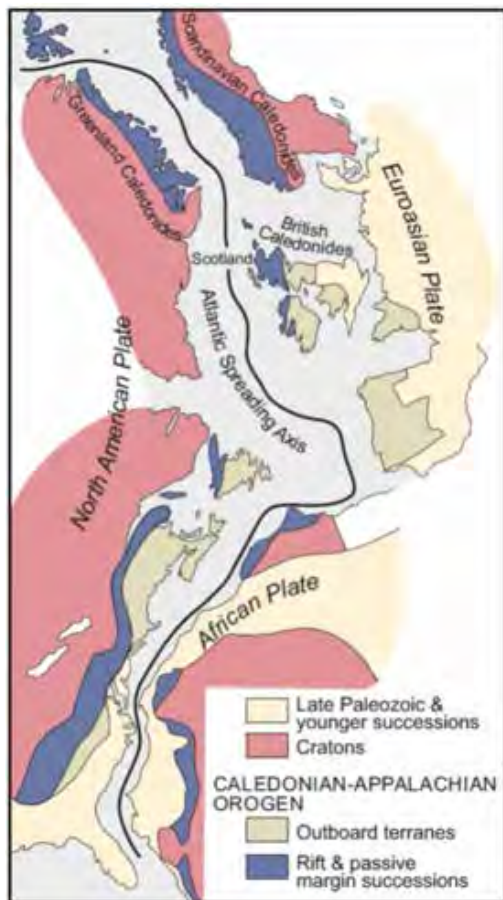 Scandinavian Caledonides
Greenland Caledonides
Euroasian Plate
British
Caledonides
Scotland
Atlantic Spreading Axis
North American Plate
African Plate
Late Paleozoic &
younger successions
Cratons
CALEDONIAN-APPALACHIAN
OROGEN
Outboard terranes
Rift & passive
margin successions